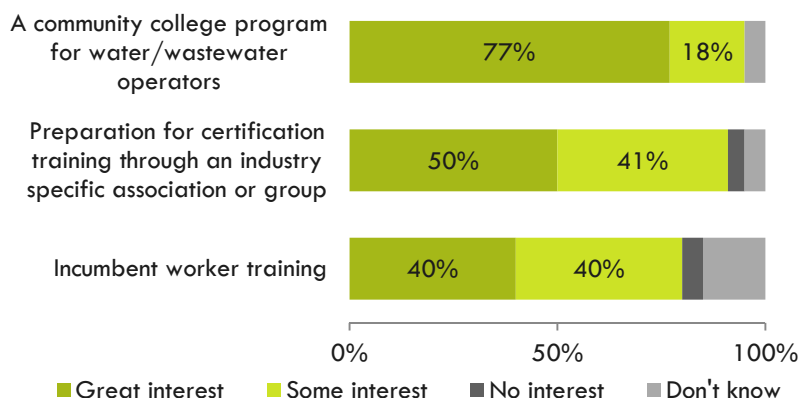 A community college program
for water/wastewater
operators
77%
18%
Preparation for certification
training through an industry
specific association or group
50%
41%
Incumbent worker training
40%
40%
0%
50%
100%
Great interest
Some interest
No interest
Don't know